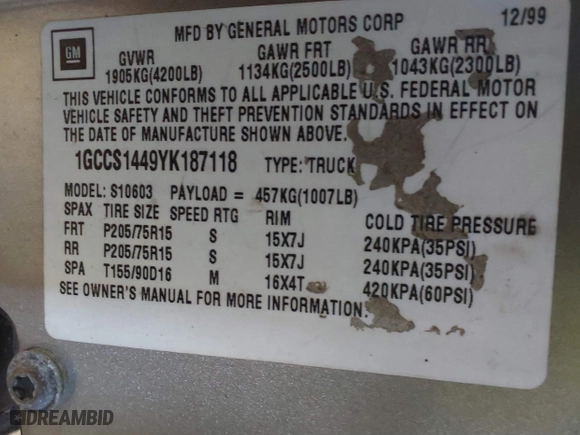 MFD BY GENERAL MOTORS CORP 12/99
GM
GVWR GAWR FRT GAWR RR
1905KG(4200LB) 1134KG(2500LB) 1043KG(2300LB)
THIS VEHICLE CONFORMS TO ALL APPLICABLE U.S. FEDERAL MOTOR
VEHICLE SAFETY AND THEFT PREVENTION STANDARDS IN EFFECT ON
THE DATE OF MANUFACTURE SHOWN ABOVE.
1GCCS1449YK187118 TYPE: TRUCK
MODEL: S10603 PAYLOAD = 457KG(1007LB)
SPAX TIRE SIZE SPEED RTG RIM COLD TIRE PRESSURE
FRT P205/75R15 S 15X7J 240KPA(35PSI)
RR P205/75R15 S 15X7J 240KPA(35PSI)
SPA T155/90D16 M 16X4T 420KPA(60PSI)
SEE OWNER'S MANUAL FOR MORE INFORMATION.
DREAMBID